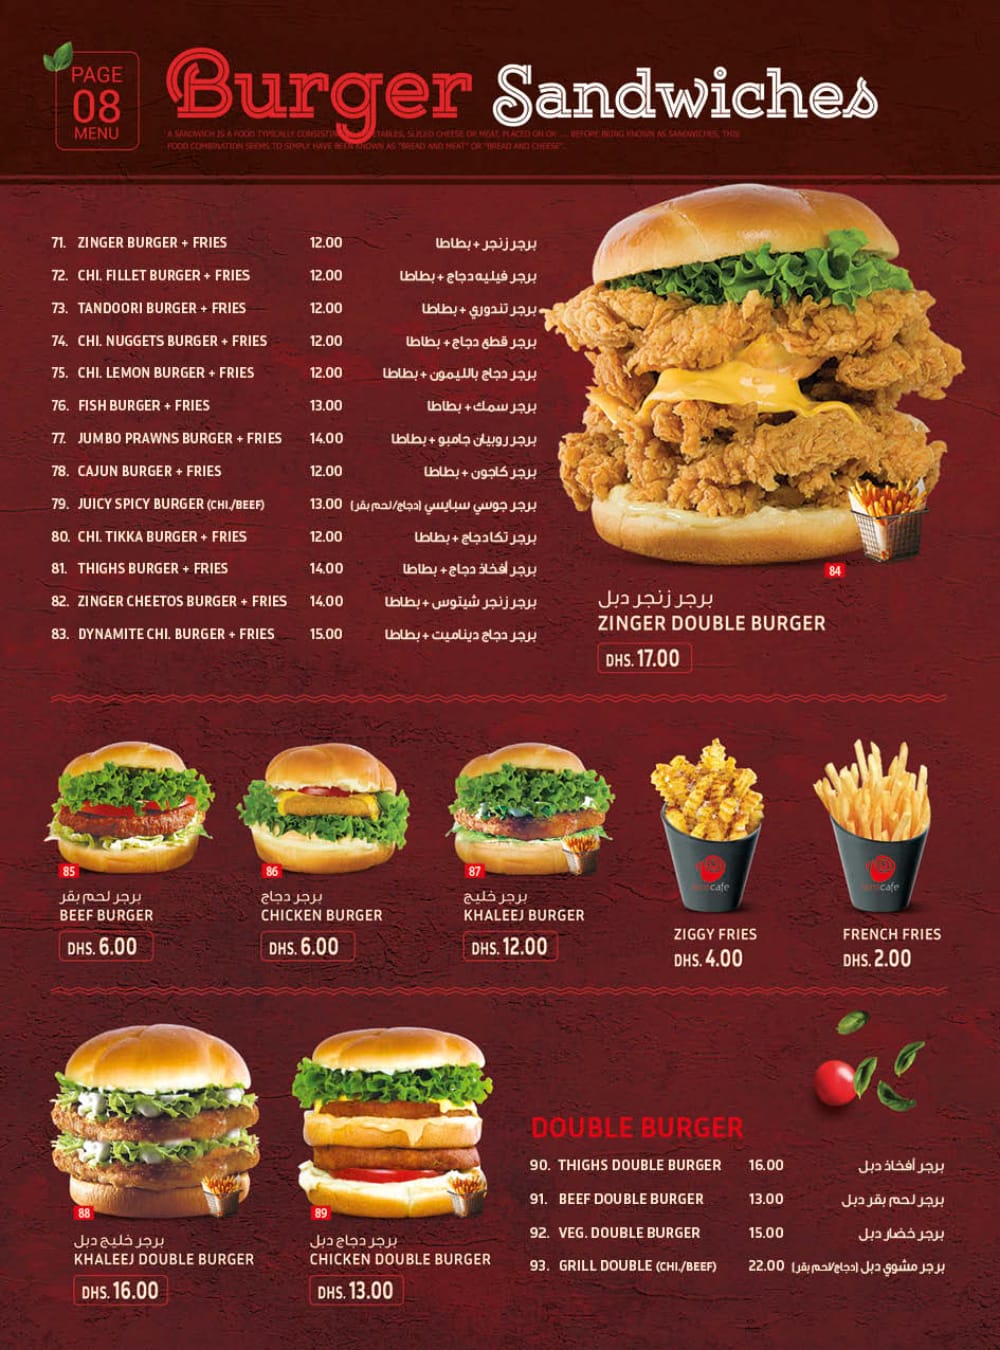 PAGE
08
MENU
Burger Sandwiches
A SANDWICH IS A FOOD TYPICALLY CONSISTING VEGETABLES, SLICED CHEESE OR MEAT, PLACED ON OR .... BEFORE BEING KNOWN AS SANDWICHES, THIS
FOOD COMBINATION SEEMS TO SIMPLY HAVE BEEN KNOWN AS "BREAD AND MEAT" OR "BREAD AND CHEESE".
71. ZINGER BURGER + FRIES 12.00 برجر زنجر + بطاطا
72. CHI. FILLET BURGER + FRIES 12.00 برجر فيليه دجاج + بطاطا
73. TANDOORI BURGER + FRIES 12.00 برجر تندوري + بطاطا
74. CHI. NUGGETS BURGER + FRIES 12.00 برجر قطع دجاج + بطاطا
75. CHI. LEMON BURGER + FRIES 12.00 برجر دجاج بالليمون + بطاطا
76. FISH BURGER + FRIES 13.00 برجر سمك + بطاطا
77. JUMBO PRAWNS BURGER + FRIES 14.00 برجر روبيان جامبو + بطاطا
78. CAJUN BURGER + FRIES 12.00 برجر كاجون + بطاطا
79. JUICY SPICY BURGER (CHI./BEEF) 13.00 برجر جوسي سبايسي (دجاج/لحم بقر)
80. CHI. TIKKA BURGER + FRIES 12.00 برجر تكا دجاج + بطاطا
81. THIGHS BURGER + FRIES 14.00 برجر أفخاذ دجاج + بطاطا
82. ZINGER CHEETOS BURGER + FRIES 14.00 برجر زنجر شيتوس + بطاطا
83. DYNAMITE CHI. BURGER + FRIES 15.00 برجر دجاج ديناميت + بطاطا
84
برجر زنجر دبل
ZINGER DOUBLE BURGER
DHS. 17.00
85
برجر لحم بقر
BEEF BURGER
DHS. 6.00
86
برجر دجاج
CHICKEN BURGER
DHS. 6.00
87
برجر خليج
KHALEEJ BURGER
DHS. 12.00
cafe
ZIGGY FRIES
DHS. 4.00
cafe
FRENCH FRIES
DHS. 2.00
88
برجر خليج دبل
KHALEEJ DOUBLE BURGER
DHS. 16.00
89
برجر دجاج دبل
CHICKEN DOUBLE BURGER
DHS. 13.00
DOUBLE BURGER
90. THIGHS DOUBLE BURGER 16.00 برجر أفخاذ دبل
91. BEEF DOUBLE BURGER 13.00 برجر لحم بقر دبل
92. VEG. DOUBLE BURGER 15.00 برجر خضار دبل
93. GRILL DOUBLE (CHI./BEEF) 22.00 برجر مشوي دبل (دجاج/لحم بقر)